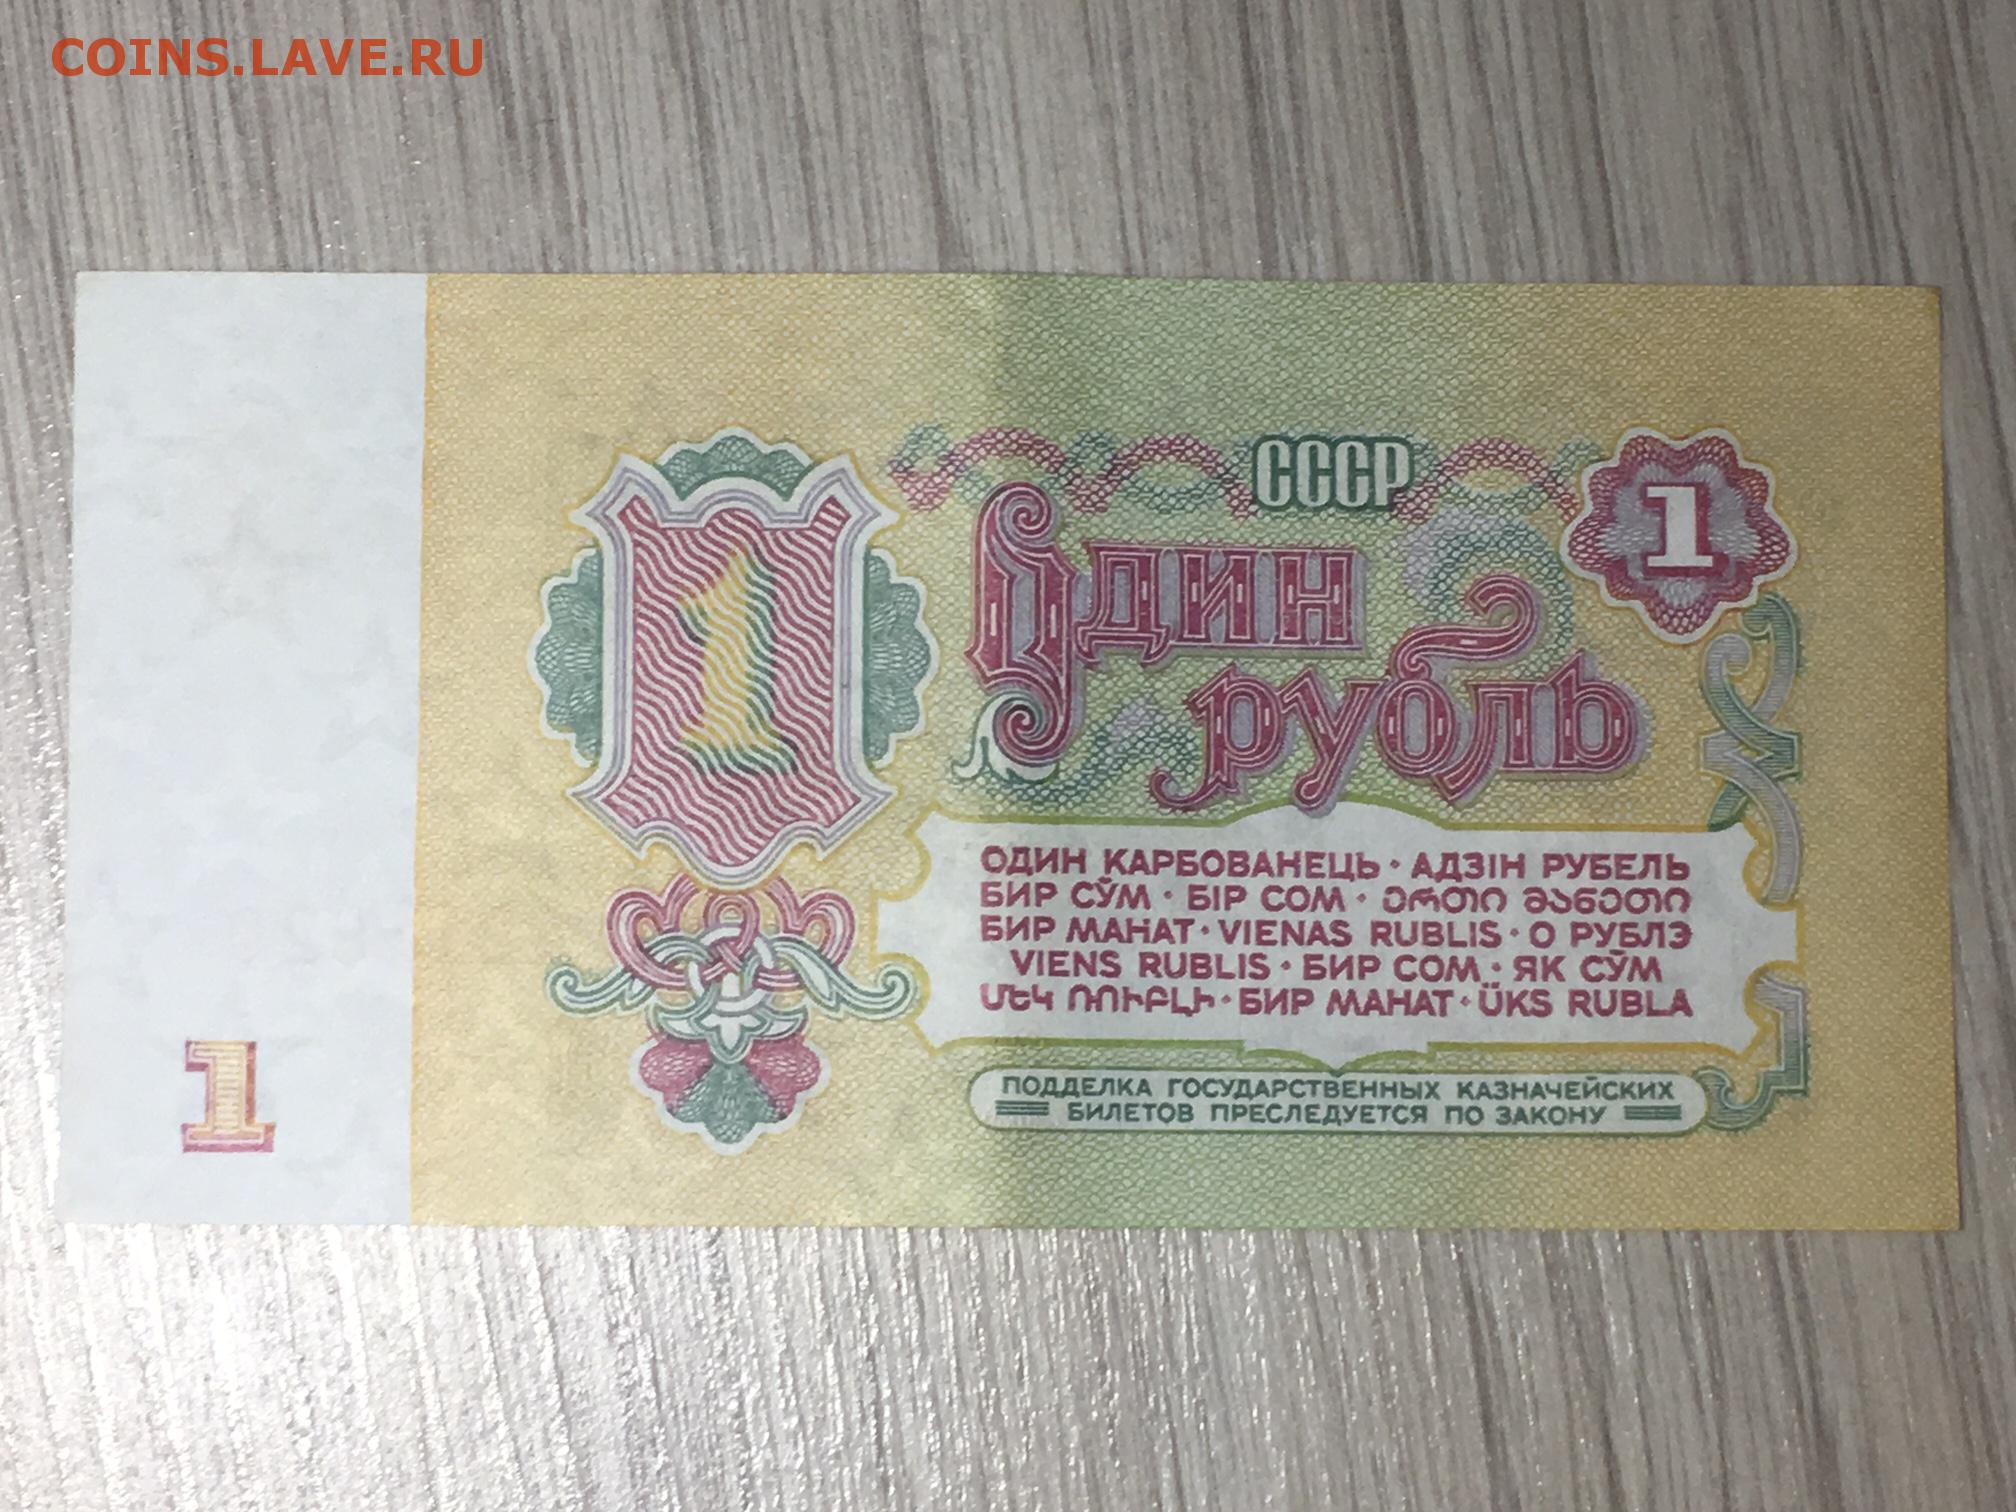 COINS.LAVE.RU
СССР
1
1
Один
рубль
ОДИН КАРБОВАНЕЦЬ · АДЗІН РУБЕЛЬ
БИР СЎМ · БІР СОМ · ᲔᲠᲗᲘ ᲛᲐᲜᲔᲗᲘ
БИР МАНАТ · VIENAS RUBLIS · О РУБЛЭ
VIENS RUBLIS · БИР СОМ · ЯК СӮМ
ՄԵԿ ՌՈՒԲԼԻ · БИР МАНАТ · ÜKS RUBLA
ПОДДЕЛКА ГОСУДАРСТВЕННЫХ КАЗНАЧЕЙСКИХ
БИЛЕТОВ ПРЕСЛЕДУЕТСЯ ПО ЗАКОНУ
1